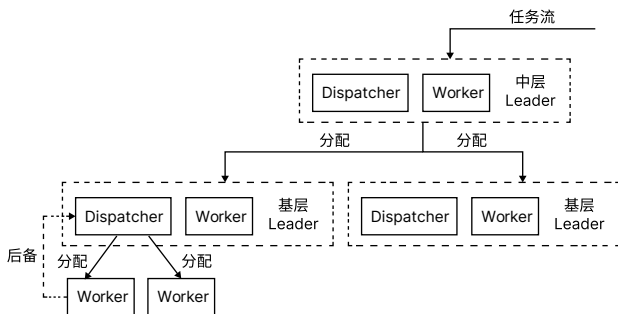 任务流
Dispatcher
Worker
中层
Leader
分配
分配
Dispatcher
Worker
基层
Leader
Dispatcher
Worker
基层
Leader
后备
分配
分配
Worker
Worker